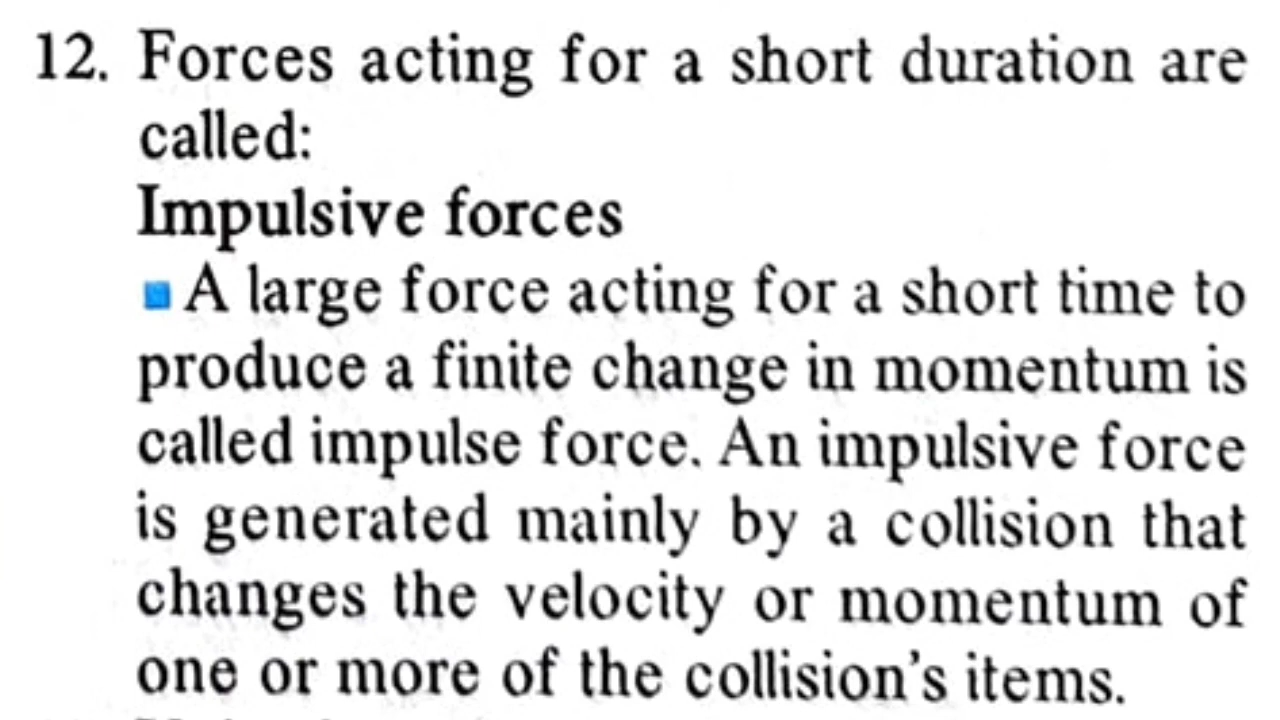 12. Forces acting for a short duration are
called:
Impulsive forces
▪ A large force acting for a short time to
produce a finite change in momentum is
called impulse force. An impulsive force
is generated mainly by a collision that
changes the velocity or momentum of
one or more of the collision's items.